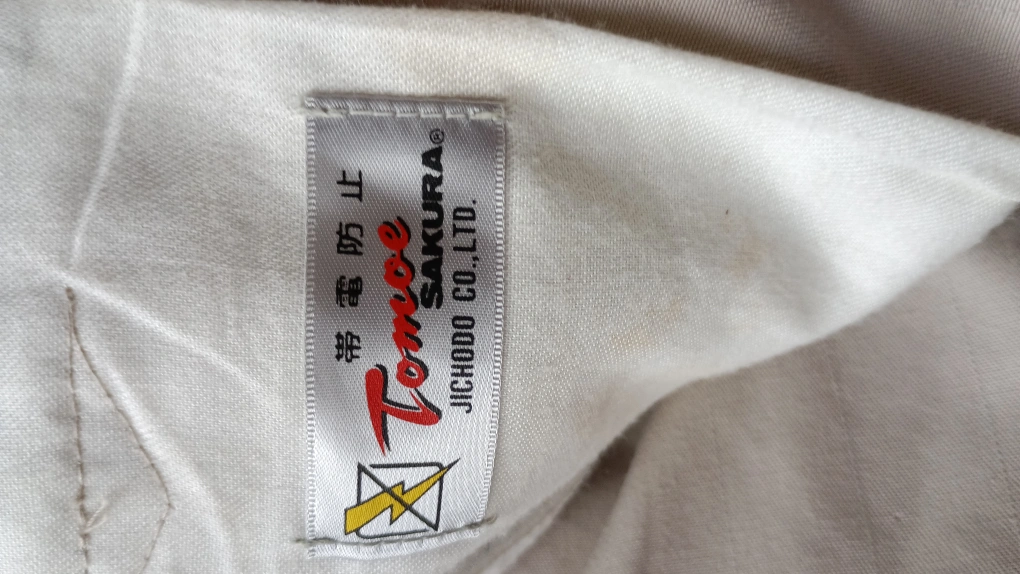 帯電防止
Tomoe
SAKURA®
JICHODO CO.,LTD.